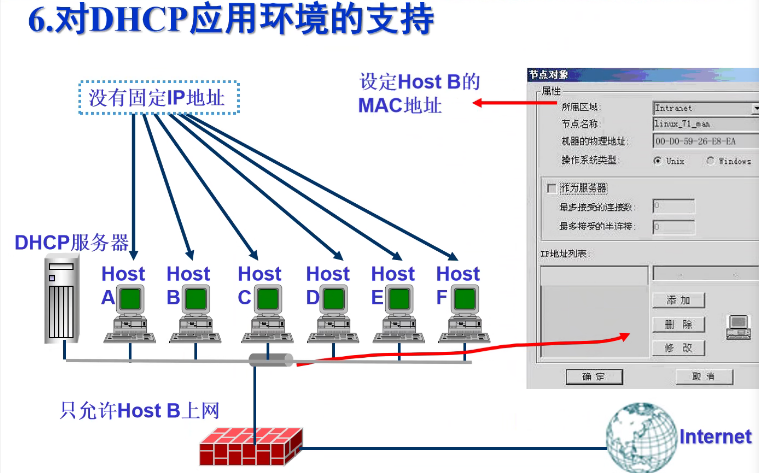 6.对DHCP应用环境的支持
没有固定IP地址
设定Host B的
MAC地址
节点对象
属性
所属区域:
Intranet
节点名称:
linux_71_man
机器的物理地址:
00-D0-59-26-E8-EA
操作系统类型:
Unix
Windows
作为服务器
最多接受的连接数:
0
最多接受的半连接:
0
IP地址列表:
添 加
删 除
修 改
确 定
取 消
DHCP服务器
Host A
Host B
Host C
Host D
Host E
Host F
只允许Host B上网
Internet